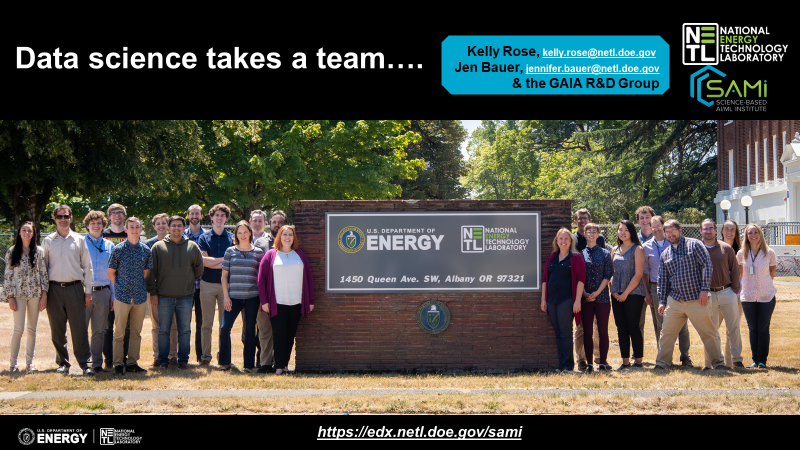 Data science takes a team….
Kelly Rose, kelly.rose@netl.doe.gov
Jen Bauer, jennifer.bauer@netl.doe.gov
& the GAIA R&D Group
NETL
NATIONAL
ENERGY
TECHNOLOGY
LABORATORY
SAMi
SCIENCE-BASED
AI/ML INSTITUTE
U.S. DEPARTMENT OF
ENERGY
NETL
NATIONAL
ENERGY
TECHNOLOGY
LABORATORY
1450 Queen Ave. SW, Albany OR 97321
U.S. DEPARTMENT OF
ENERGY
NETL
NATIONAL
ENERGY
TECHNOLOGY
LABORATORY
https://edx.netl.doe.gov/sami